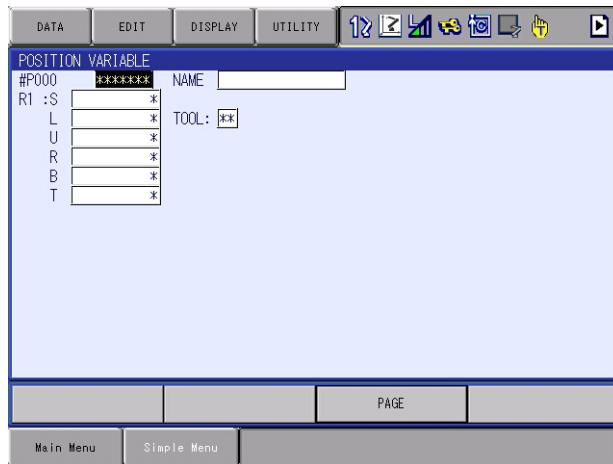 DATA EDIT DISPLAY UTILITY
POSITION VARIABLE
#P000 ******* NAME
R1 :S *
L * TOOL: **
U *
R *
B *
T *
PAGE
Main Menu Simple Menu